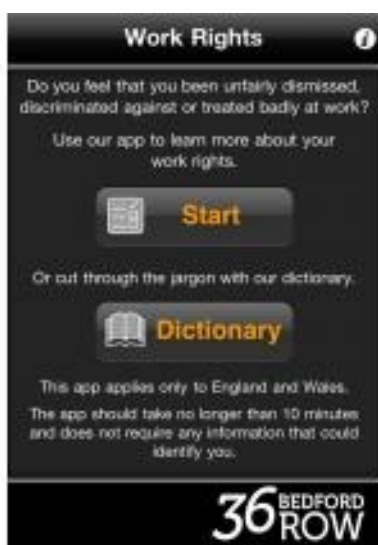 Work Rights
Do you feel that you been unfairly dismissed,
discriminated against or treated badly at work?
Use our app to learn more about your
work rights.
Start
Or cut through the jargon with our dictionary.
Dictionary
This app applies only to England and Wales.
The app should take no longer than 10 minutes
and does not require any information that could
identify you.
36 BEDFORD
ROW